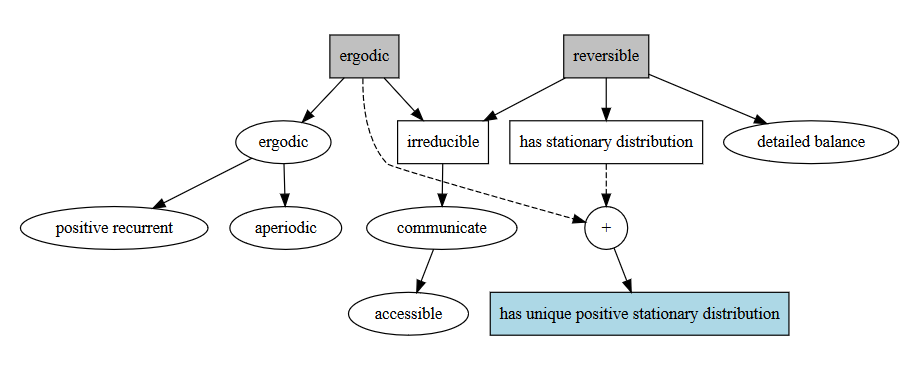 ergodic
reversible
ergodic
irreducible
has stationary distribution
detailed balance
positive recurrent
aperiodic
communicate
+
accessible
has unique positive stationary distribution